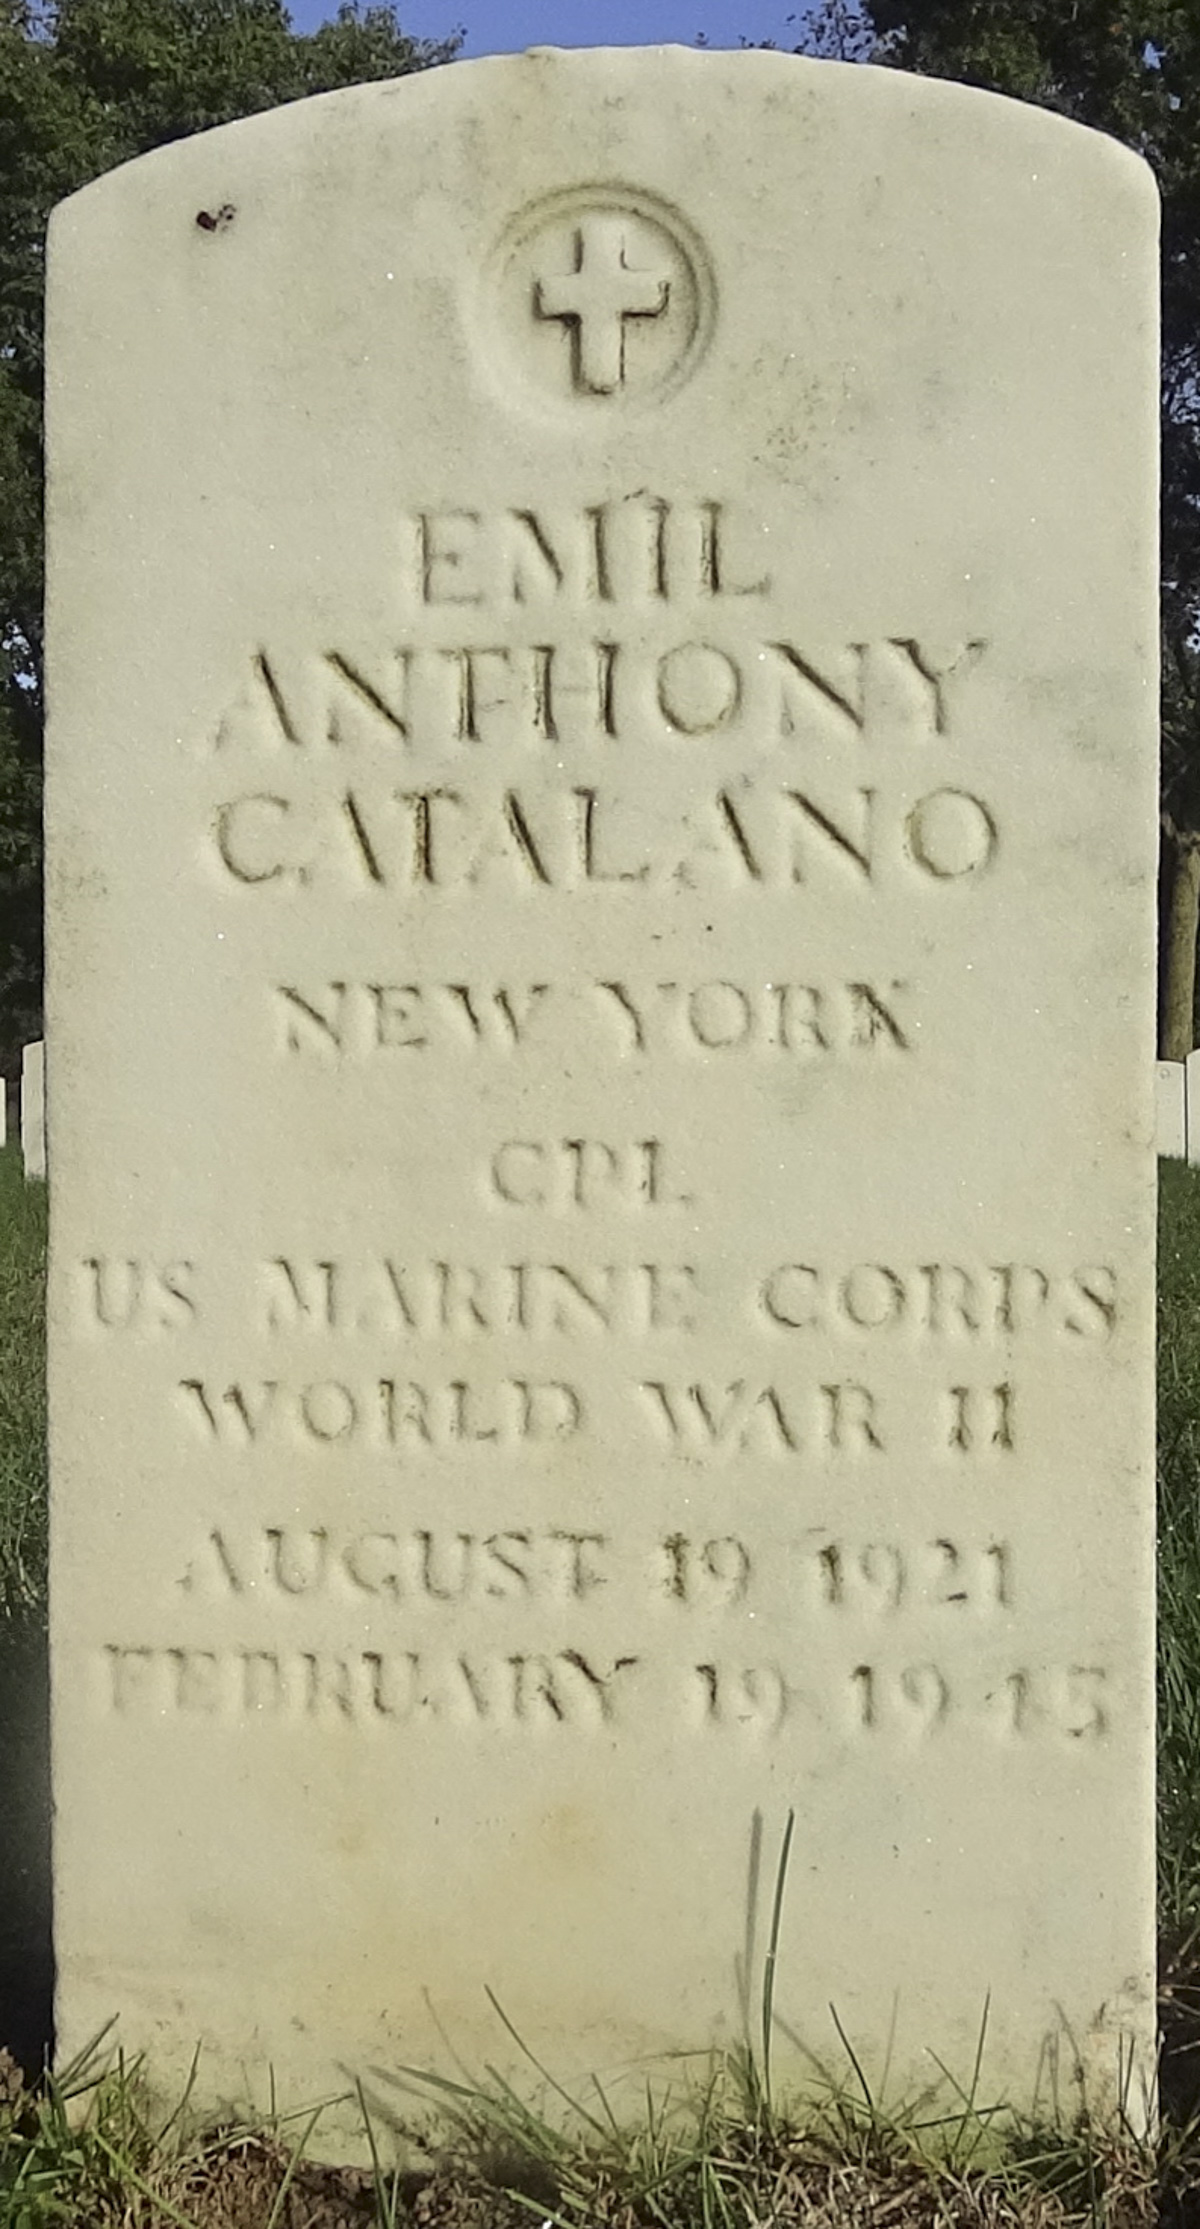 EMIL
ANTHONY
CATALANO
NEW YORK
CPL
US MARINE CORPS
WORLD WAR II
AUGUST 19 1921
FEBRUARY 19 1945